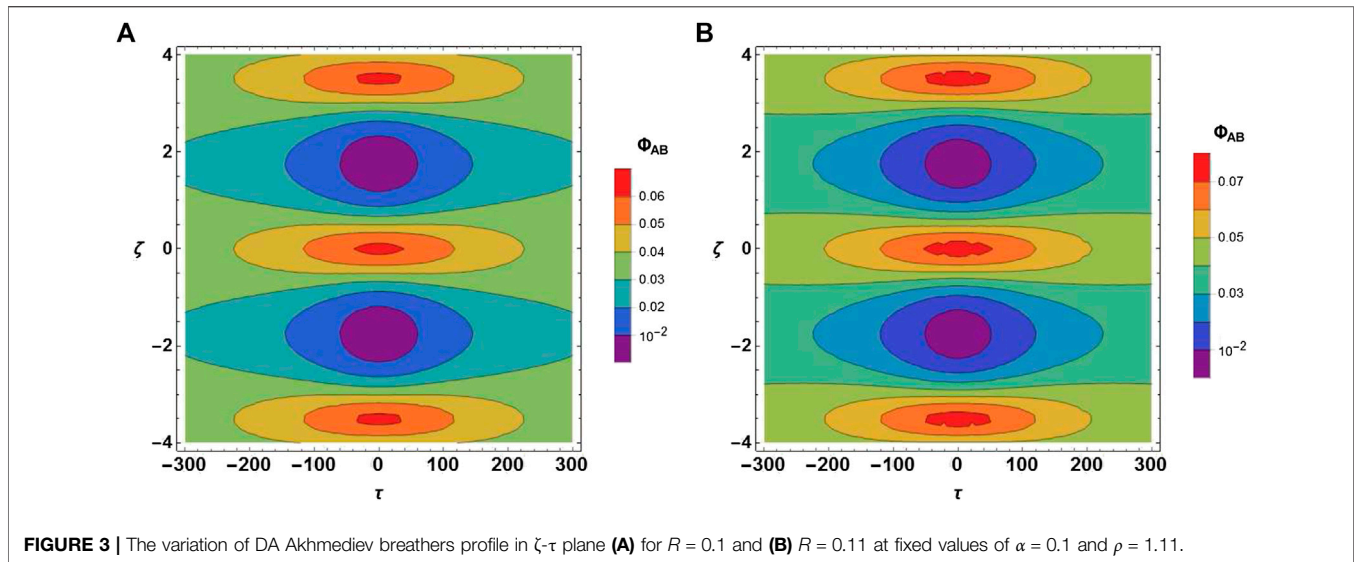 A
B
4
2
0
−2
−4
ζ
−300 −200 −100 0 100 200 300
τ
ΦAB
0.06
0.05
0.04
0.03
0.02
10⁻²
4
2
0
−2
−4
ζ
−300 −200 −100 0 100 200 300
τ
ΦAB
0.07
0.05
0.03
10⁻²
FIGURE 3 | The variation of DA Akhmediev breathers profile in ζ-τ plane (A) for R = 0.1 and (B) R = 0.11 at fixed values of α = 0.1 and ρ = 1.11.